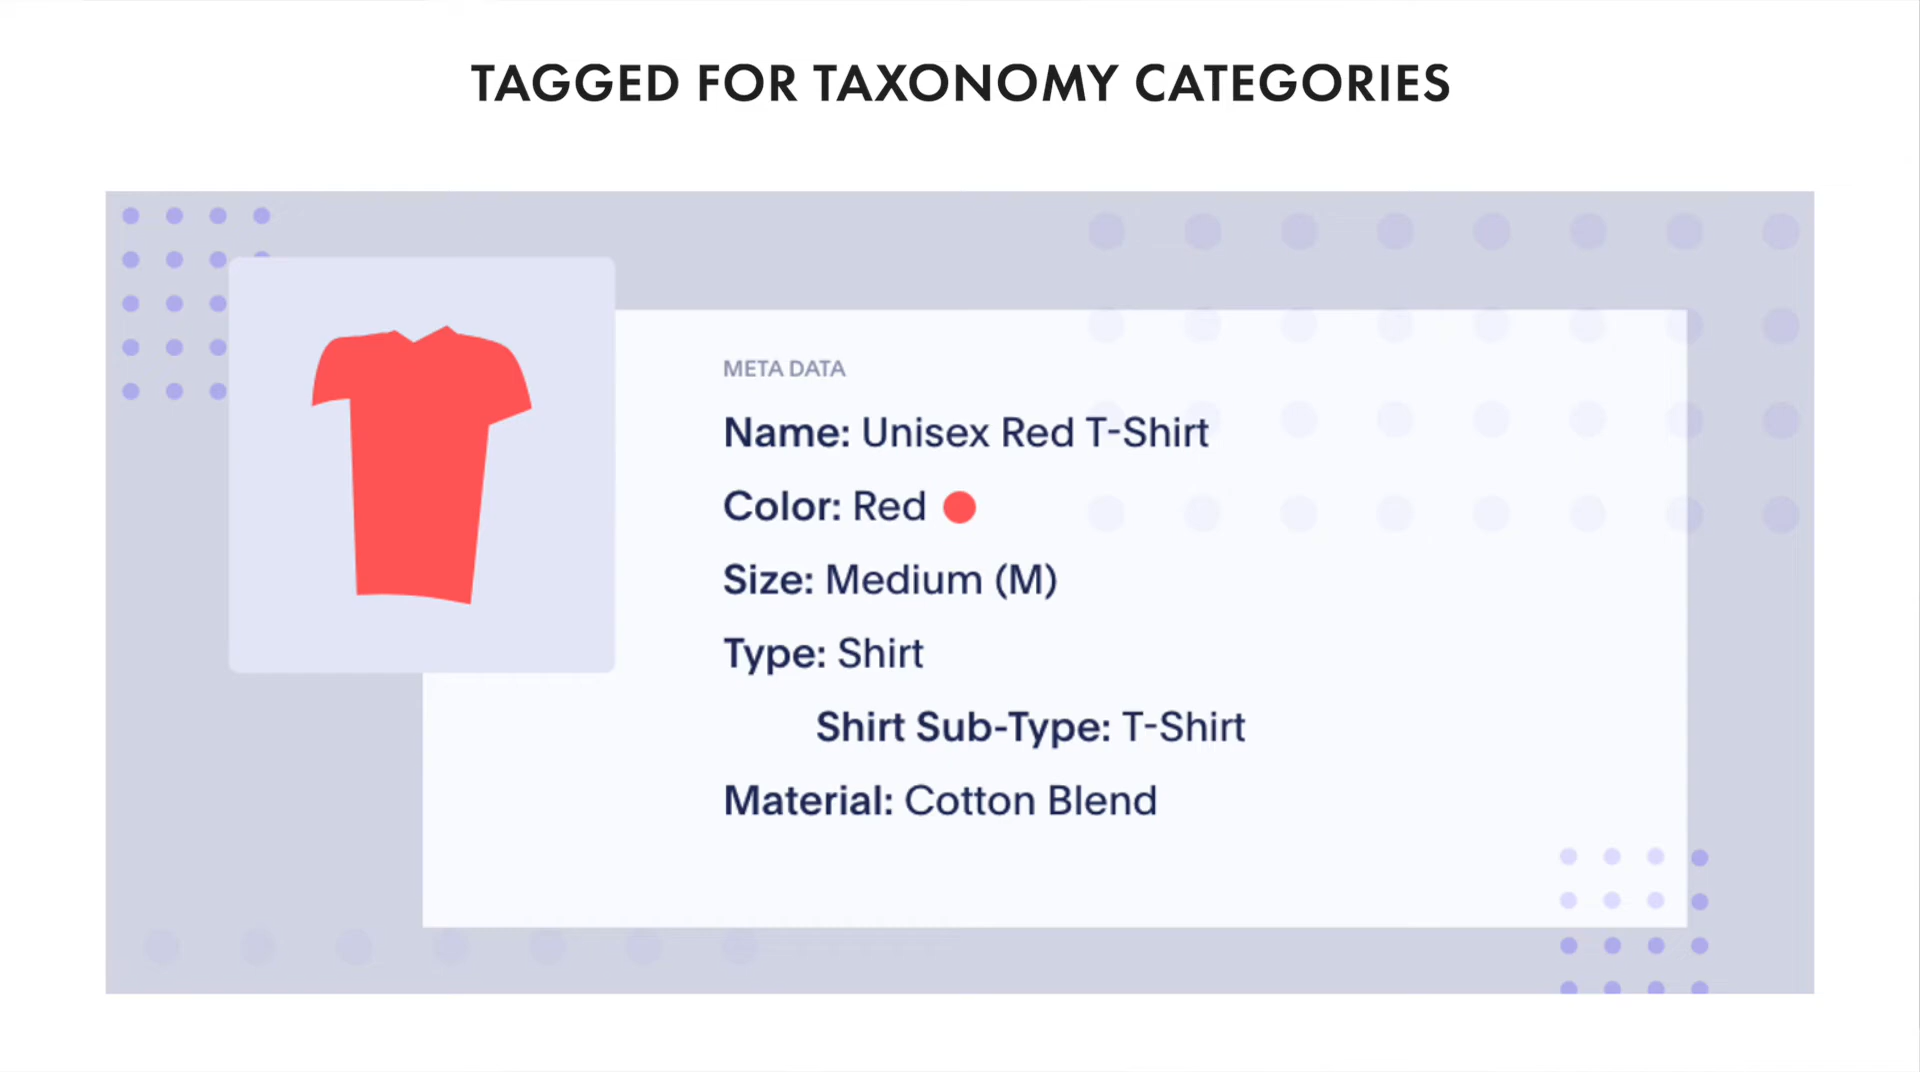 TAGGED FOR TAXONOMY CATEGORIES
META DATA
Name: Unisex Red T-Shirt
Color: Red
Size: Medium (M)
Type: Shirt
Shirt Sub-Type: T-Shirt
Material: Cotton Blend